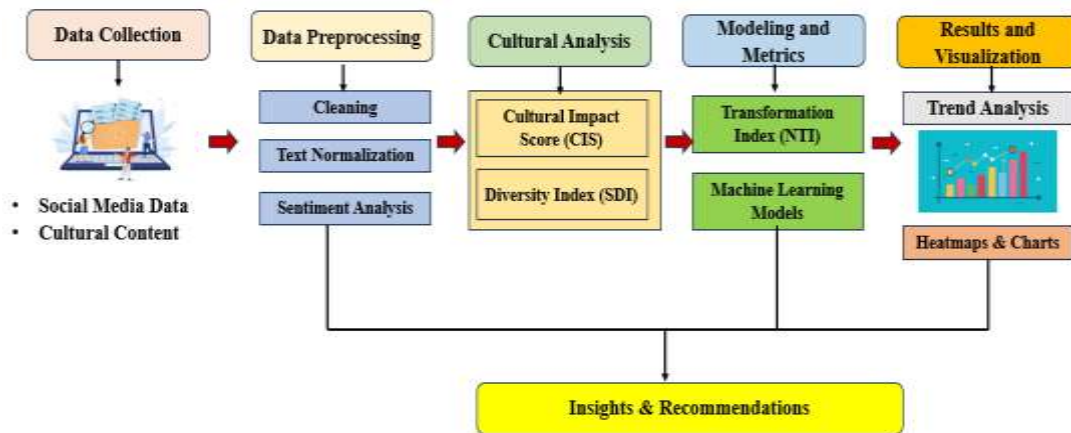 Data Collection
Data Preprocessing
Cultural Analysis
Modeling and
Metrics
Results and
Visualization
• Social Media Data
• Cultural Content
Cleaning
Text Normalization
Sentiment Analysis
Cultural Impact
Score (CIS)
Diversity Index (SDI)
Transformation
Index (NTI)
Machine Learning
Models
Trend Analysis
Heatmaps & Charts
Insights & Recommendations